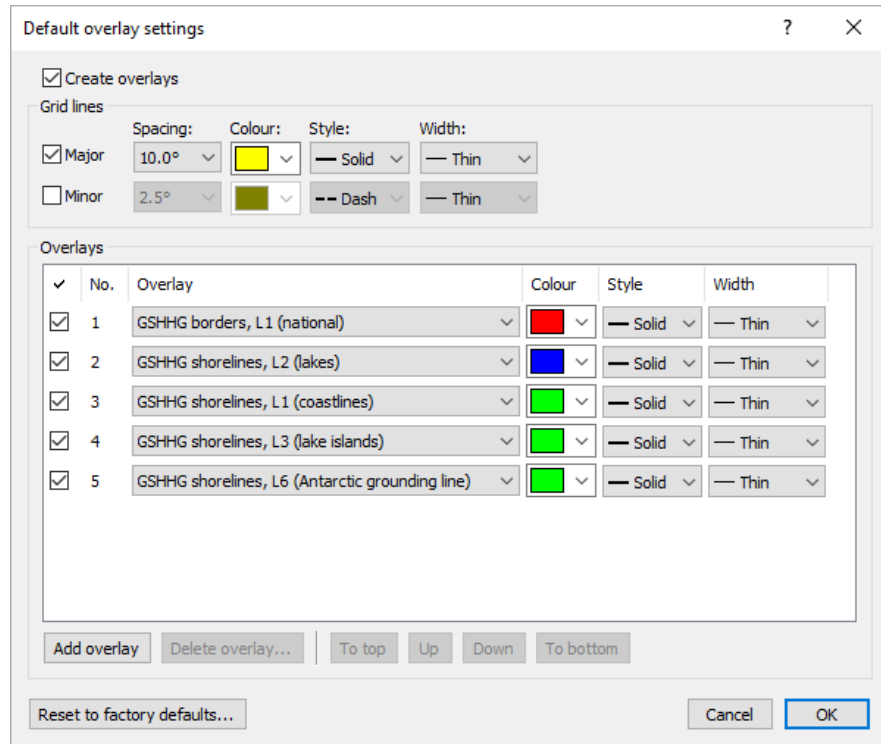 Default overlay settings ?
Create overlays
Grid lines
Spacing: Colour: Style: Width:
Major 10.0° Solid Thin
Minor 2.5° Dash Thin
Overlays
No. Overlay Colour Style Width
1 GSHHG borders, L1 (national) Solid Thin
2 GSHHG shorelines, L2 (lakes) Solid Thin
3 GSHHG shorelines, L1 (coastlines) Solid Thin
4 GSHHG shorelines, L3 (lake islands) Solid Thin
5 GSHHG shorelines, L6 (Antarctic grounding line) Solid Thin
Add overlay Delete overlay... To top Up Down To bottom
Reset to factory defaults... Cancel OK